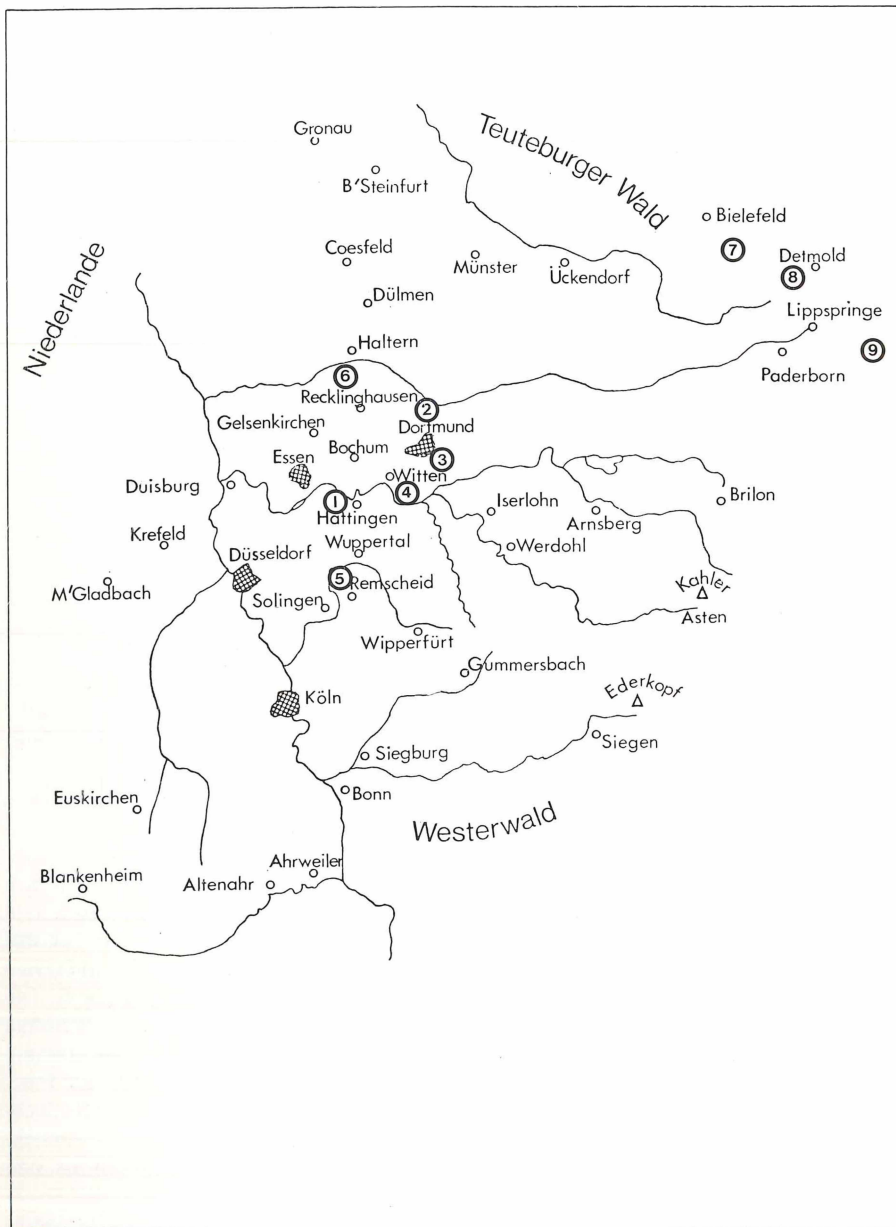 Gronau
Teuteburger Wald
B'Steinfurt
Bielefeld
7
Coesfeld
Münster
Ückendorf
Detmold
8
Niederlande
Dülmen
Lippspringe
Haltern
9
Paderborn
6
Recklinghausen
2
Gelsenkirchen
Dortmund
Bochum
3
Essen
Witten
Duisburg
4
1
Hattingen
Iserlohn
Arnsberg
Brilon
Krefeld
Wuppertal
Werdohl
Düsseldorf
M'Gladbach
5
Remscheid
Kahler
Asten
Solingen
Wipperfürt
Gummersbach
Ederkopf
Köln
Siegen
Siegburg
Euskirchen
Bonn
Westerwald
Ahrweiler
Blankenheim
Altenahr